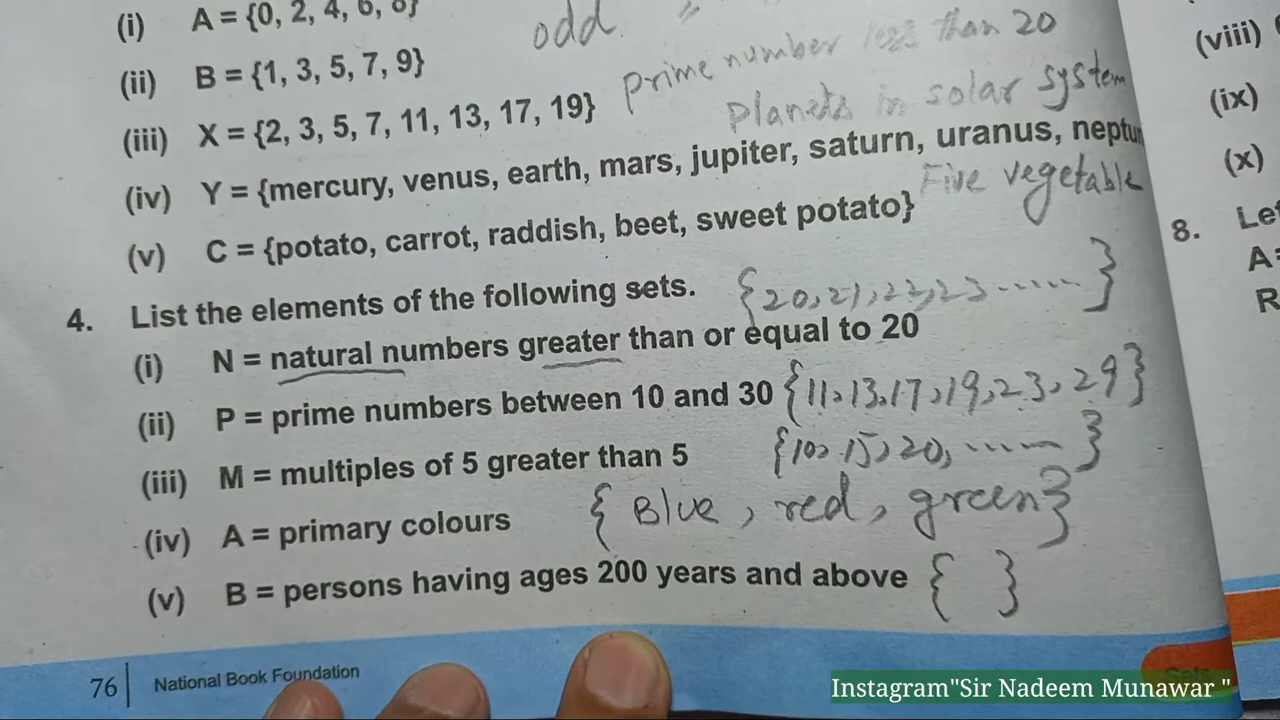 (i) A = {0, 2, 4, 6, 8}
odd.
(ii) B = {1, 3, 5, 7, 9}
prime number less than 20
(iii) X = {2, 3, 5, 7, 11, 13, 17, 19}
planets in solar system
(iv) Y = {mercury, venus, earth, mars, jupiter, saturn, uranus, neptu
Five vegetable
(v) C = {potato, carrot, raddish, beet, sweet potato}
4. List the elements of the following sets.
{20,21,22,23......}
(i) N = natural numbers greater than or equal to 20
(ii) P = prime numbers between 10 and 30 {11,13,17,19,23,29}
(iii) M = multiples of 5 greater than 5 {10,15,20,......}
(iv) A = primary colours {Blue, red, green}
(v) B = persons having ages 200 years and above { }
76 National Book Foundation
(viii)
(ix)
(x)
8. Let
A=
Sets
Instagram"Sir Nadeem Munawar "